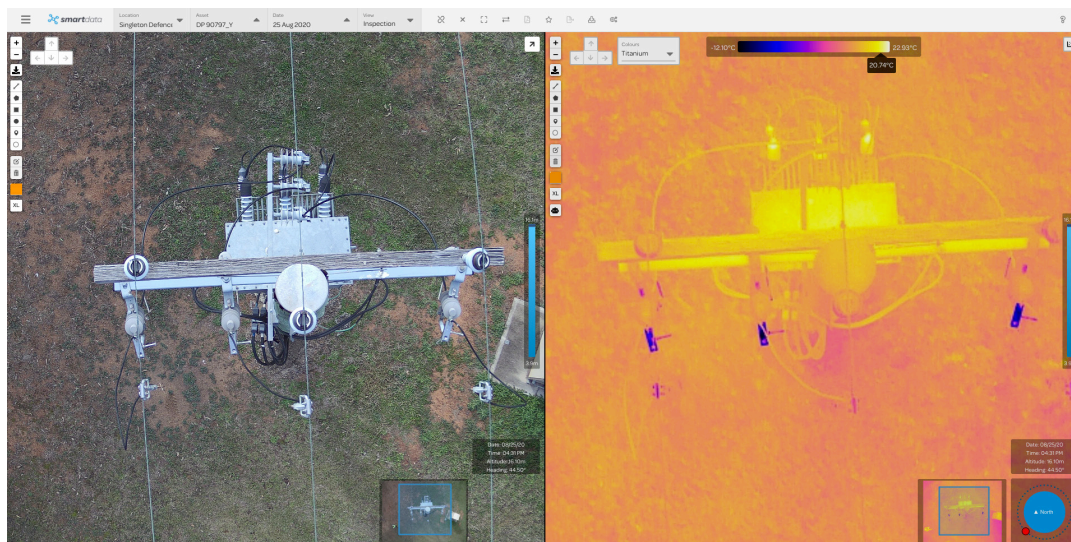 smartdata
Location
Singleton Defence
Asset
DP 90797_Y
Date
25 Aug 2020
View
Inspection
XL
Colours
Titanium
-12.10°C
22.93°C
20.74°C
XL
Date: 08/25/20
Time: 04:31 PM
Altitude: 16.10m
Heading: 44.50°
Date: 08/25/20
Time: 04:31 PM
Altitude: 16.10m
Heading: 44.50°
▲ North